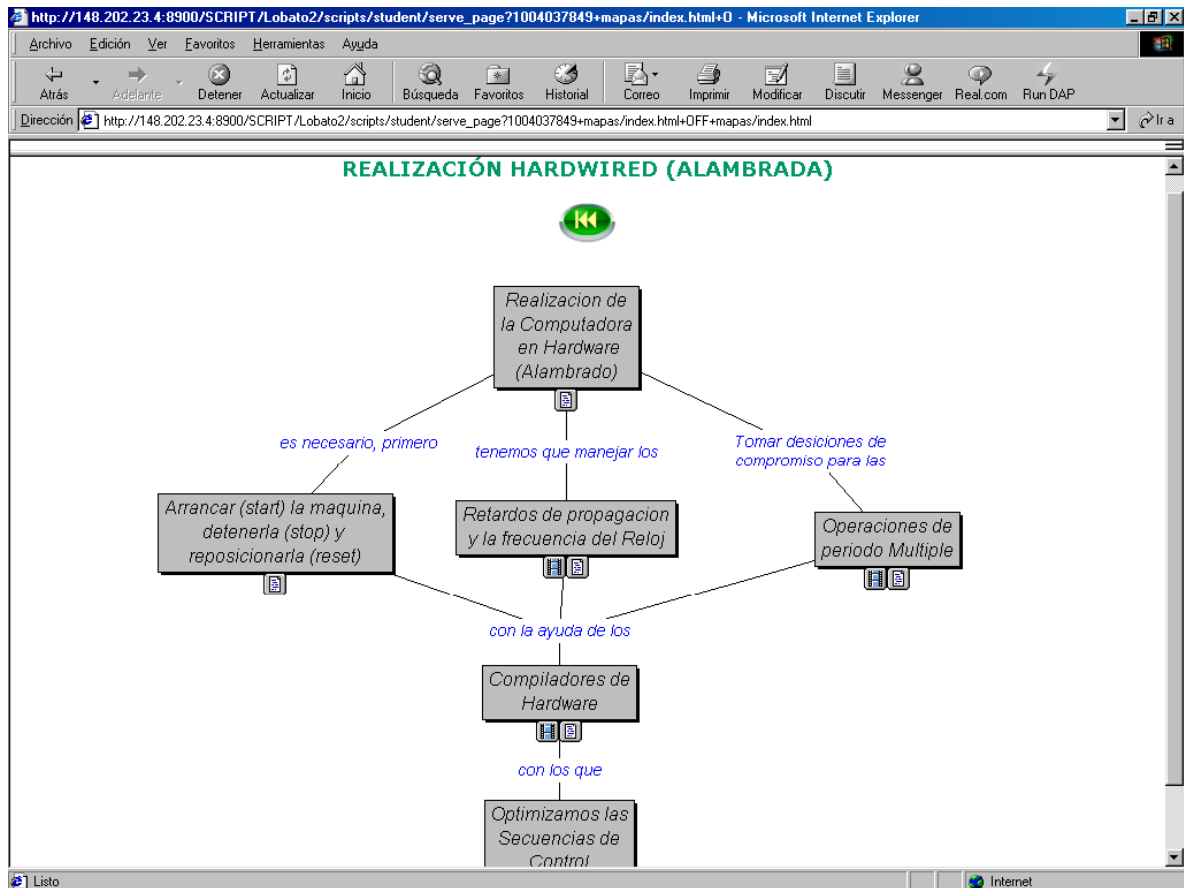 http://148.202.23.4:8900/SCRIPT/Lobato2/scripts/student/serve_page?1004037849+mapas/index.html+O - Microsoft Internet Explorer
Archivo Edición Ver Favoritos Herramientas Ayuda
Atrás Adelante Detener Actualizar Inicio Búsqueda Favoritos Historial Correo Imprimir Modificar Discutir Messenger Real.com Run DAP
Dirección http://148.202.23.4:8900/SCRIPT/Lobato2/scripts/student/serve_page?1004037849+mapas/index.html+OFF+mapas/index.html Ir a
REALIZACIÓN HARDWIRED (ALAMBRADA)
Realizacion de
la Computadora
en Hardware
(Alambrado)
es necesario, primero
tenemos que manejar los
Tomar desiciones de
compromiso para las
Arrancar (start) la maquina,
detenerla (stop) y
reposicionarla (reset)
Retardos de propagacion
y la frecuencia del Reloj
Operaciones de
periodo Multiple
con la ayuda de los
Compiladores de
Hardware
con los que
Optimizamos las
Secuencias de
Control
Listo Internet